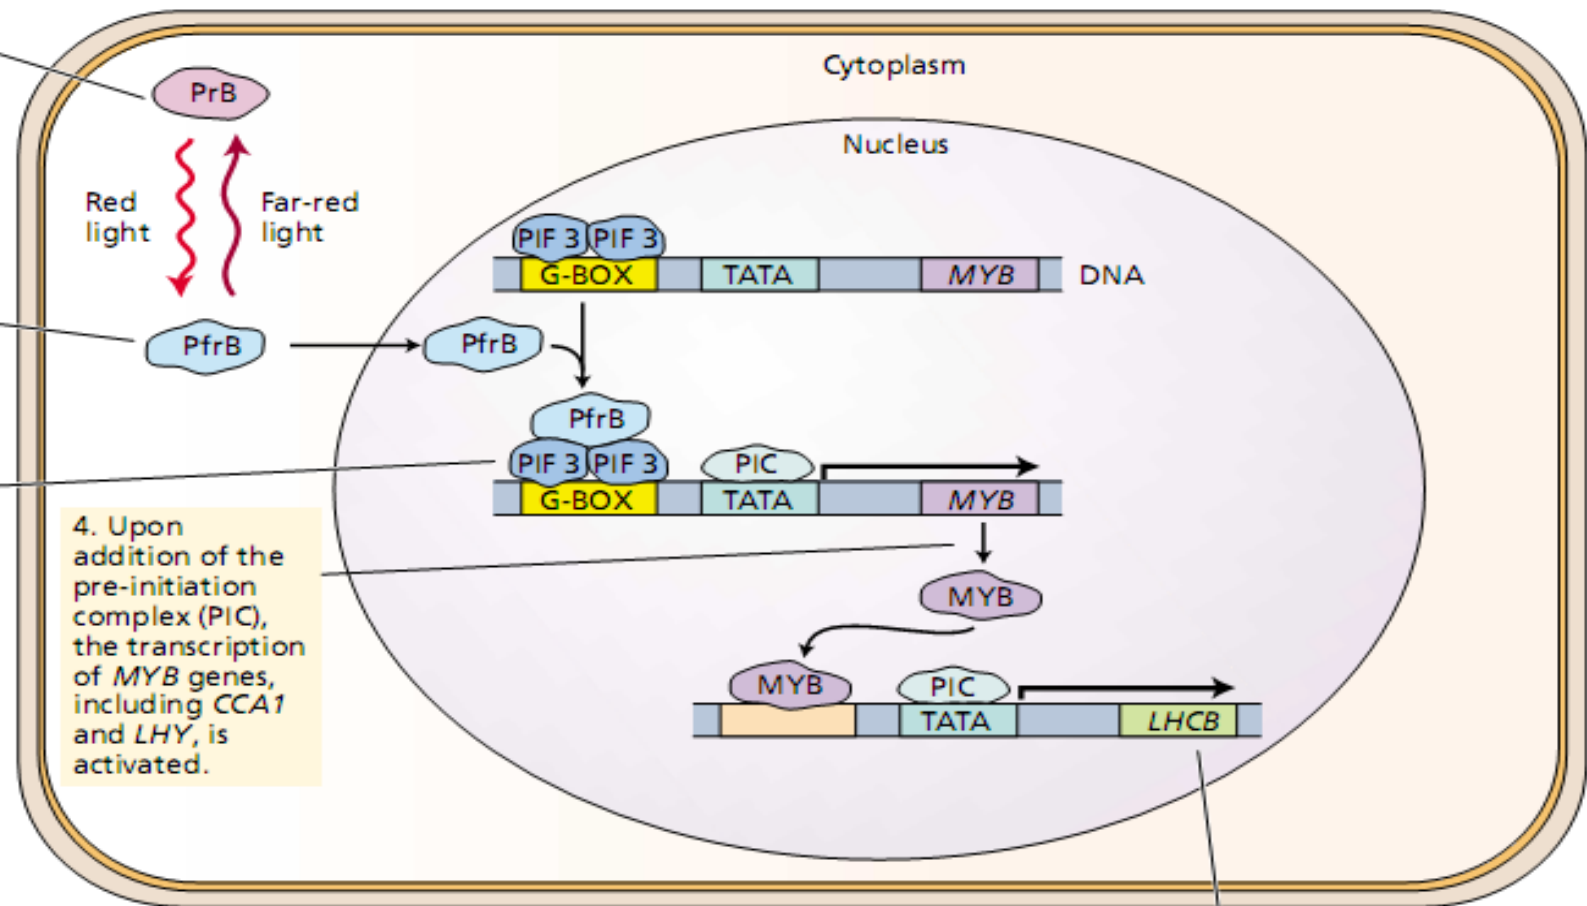 Cytoplasm
PrB
Nucleus
Red
light
Far-red
light
PIF 3 PIF 3
G-BOX TATA MYB DNA
PfrB PfrB
PfrB
PIF 3 PIF 3 PIC
G-BOX TATA MYB
4. Upon
addition of the
pre-initiation
complex (PIC),
the transcription
of MYB genes,
including CCA1
and LHY, is
activated.
MYB
MYB PIC
TATA LHCB